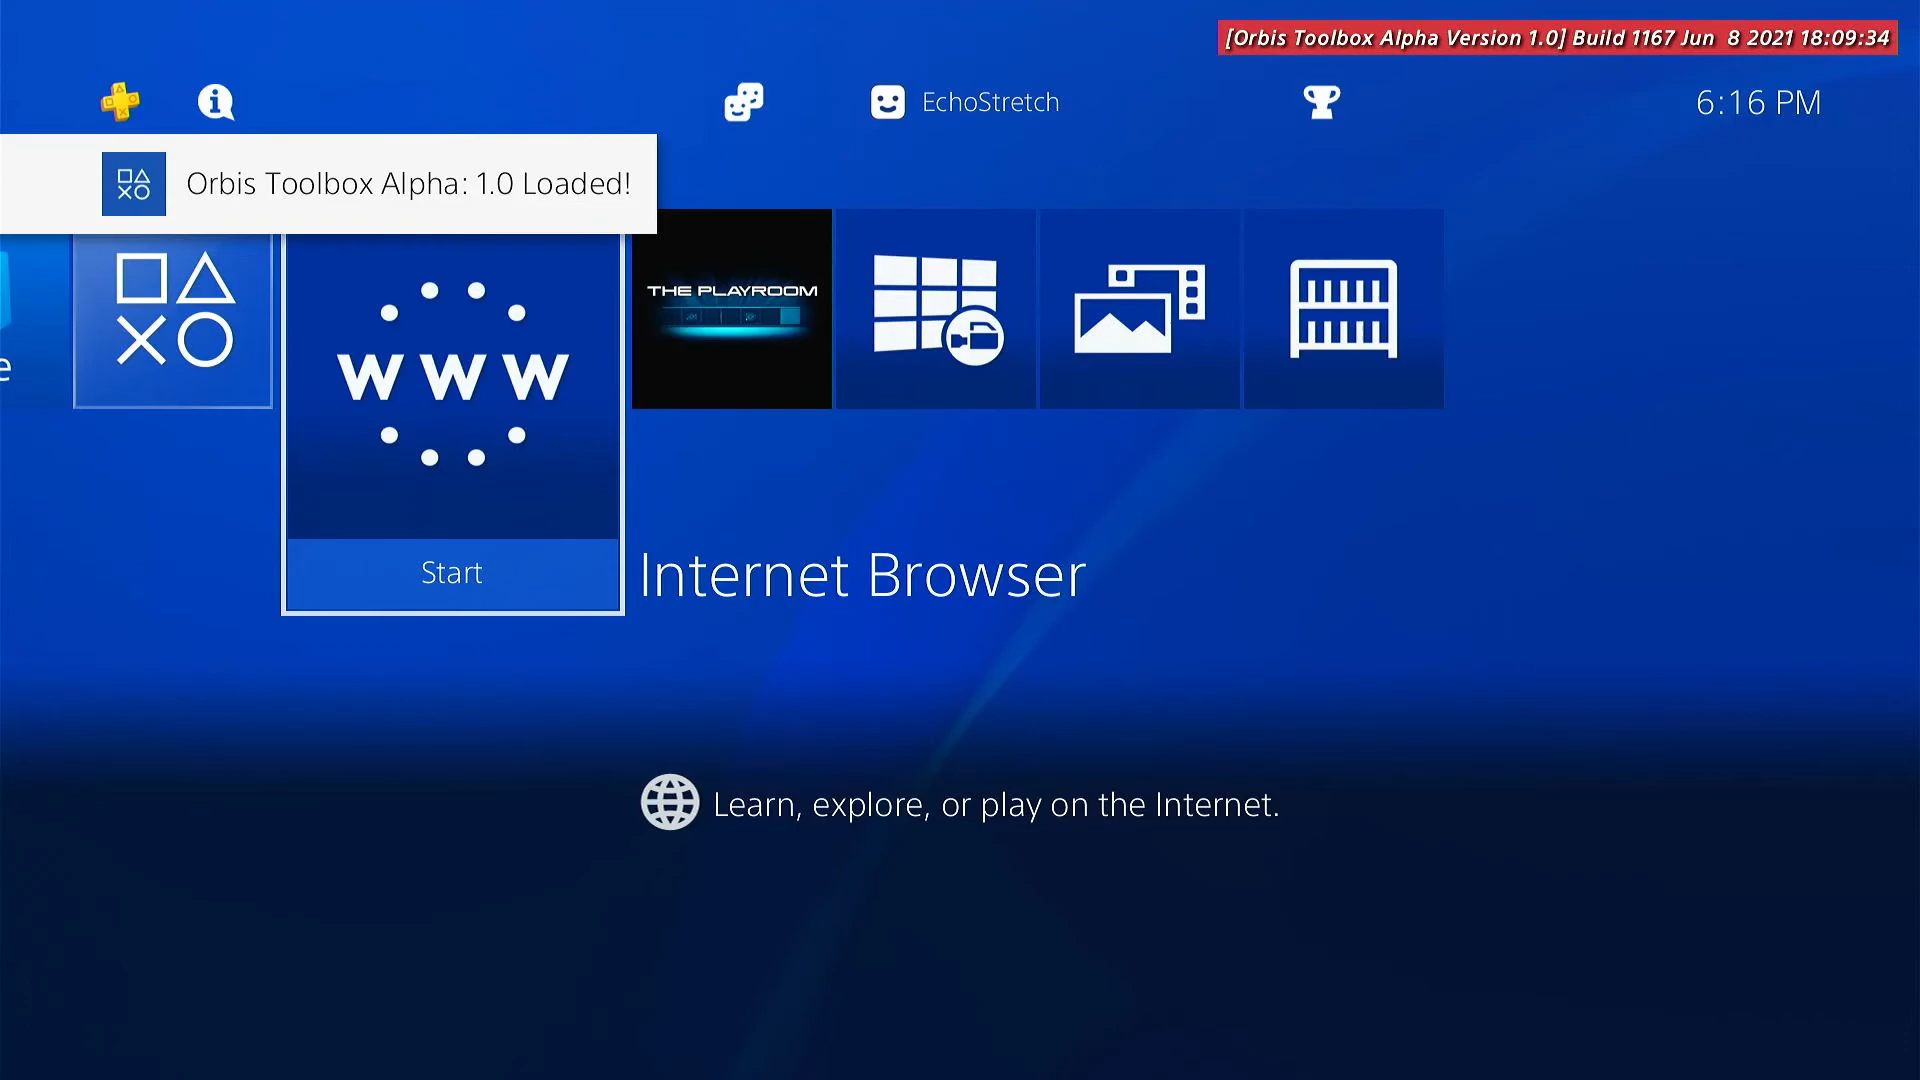 [Orbis Toolbox Alpha Version 1.0] Build 1167 Jun  8 2021 18:09:34
EchoStretch
6:16 PM
Orbis Toolbox Alpha: 1.0 Loaded!
e
WWW
THE PLAYROOM
Start
Internet Browser
Learn, explore, or play on the Internet.